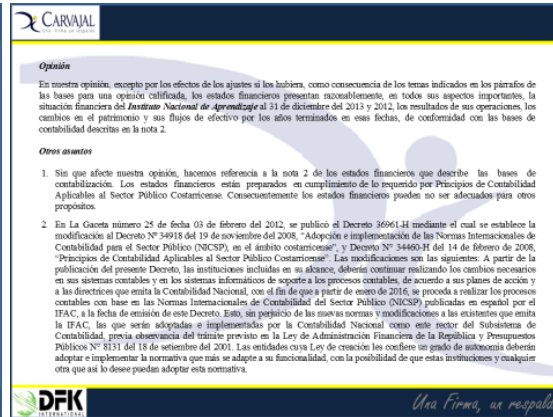 CARVAJAL
Una firma un respaldo
Opinión
En nuestra opinión, excepto por los efectos de los ajustes si los hubiera, como consecuencia de los temas indicados en los párrafos de
las bases para una opinión calificada, los estados financieros presentan razonablemente, en todos sus aspectos importantes, la
situación financiera del Instituto Nacional de Aprendizaje al 31 de diciembre del 2013 y 2012, los resultados de sus operaciones, los
cambios en el patrimonio y sus flujos de efectivo por los años terminados en esas fechas, de conformidad con las bases de
contabilidad descritas en la nota 2.
Otros asuntos
1. Sin que afecte nuestra opinión, hacemos referencia a la nota 2 de los estados financieros que describe las bases de
contabilización. Los estados financieros están preparados en cumplimiento de lo requerido por Principios de Contabilidad
Aplicables al Sector Público Costarricense. Consecuentemente los estados financieros pueden no ser adecuados para otros
propósitos.
2. En La Gaceta número 25 de fecha 03 de febrero del 2012, se publicó el Decreto 36961-H mediante el cual se establece la
modificación al Decreto N° 34918 del 19 de noviembre del 2008, "Adopción e implementación de las Normas Internacionales de
Contabilidad para el Sector Público (NICSP), en el ámbito costarricense", y Decreto N° 34460-H del 14 de febrero de 2008,
"Principios de Contabilidad Aplicables al Sector Público Costarricense". Las modificaciones son las siguientes: A partir de la
publicación del presente Decreto, las instituciones incluidas en su alcance, deberán continuar realizando los cambios necesarios
en sus sistemas contables y en los sistemas informáticos de soporte a los procesos contables, de acuerdo a sus planes de acción y
a las directrices que emita la Contabilidad Nacional, con el fin de que a partir de enero de 2016, se proceda a realizar los procesos
contables con base en las Normas Internacionales de Contabilidad del Sector Público (NICSP) publicadas en español por el
IFAC, a la fecha de emisión de este Decreto. Esto, sin perjuicio de las nuevas normas y modificaciones a las existentes que emita
la IFAC, las que serán adoptadas e implementadas por la Contabilidad Nacional como ente rector del Subsistema de
Contabilidad, previa observancia del trámite previsto en la Ley de Administración Financiera de la República y Presupuestos
Públicos N° 8131 del 18 de setiembre del 2001. Las entidades cuya Ley de creación les confiere un grado de autonomía deberán
adoptar e implementar la normativa que más se adapte a su funcionalidad, con la posibilidad de que estas instituciones y cualquier
otra que así lo desee puedan adoptar esta normativa.
DFK
INTERNATIONAL
Una Firma, un respald